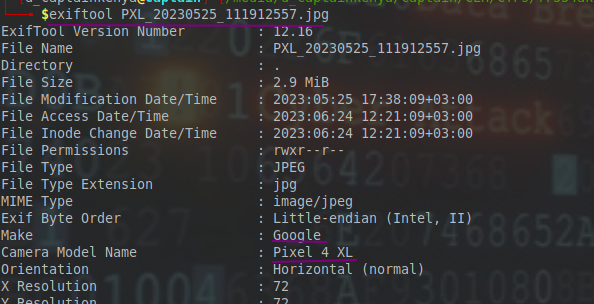 $exiftool PXL_20230525_111912557.jpg
ExifTool Version Number : 12.16
File Name : PXL_20230525_111912557.jpg
Directory : .
File Size : 2.9 MiB
File Modification Date/Time : 2023:05:25 17:38:09+03:00
File Access Date/Time : 2023:06:24 12:21:09+03:00
File Inode Change Date/Time : 2023:06:24 12:21:09+03:00
File Permissions : rwxr--r--
File Type : JPEG
File Type Extension : jpg
MIME Type : image/jpeg
Exif Byte Order : Little-endian (Intel, II)
Make : Google
Camera Model Name : Pixel 4 XL
Orientation : Horizontal (normal)
X Resolution : 72
Y Resolution : 72